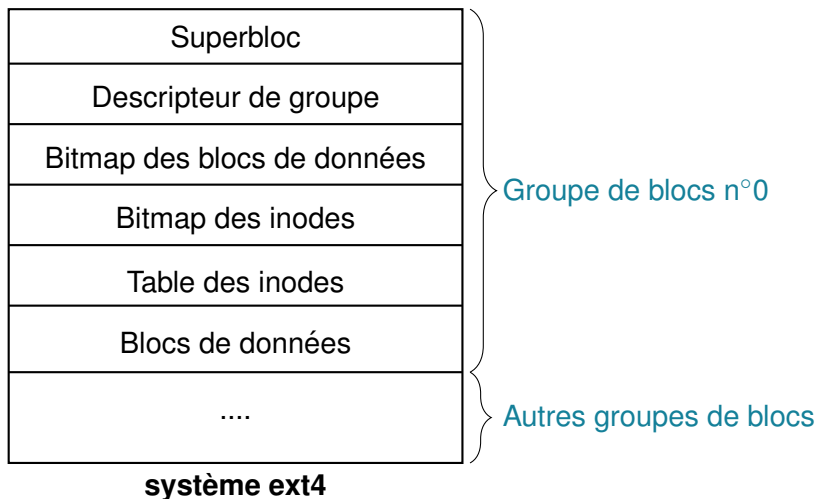 Superbloc
Descripteur de groupe
Bitmap des blocs de données
Bitmap des inodes
Table des inodes
Blocs de données
....
Groupe de blocs n°0
Autres groupes de blocs
système ext4